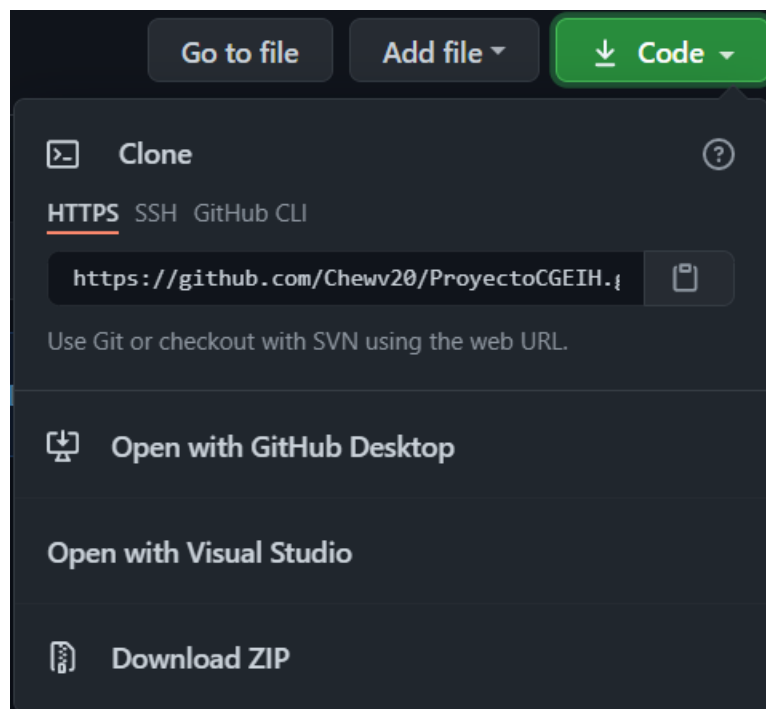 Go to file Add file Code
Clone
HTTPS SSH GitHub CLI
https://github.com/Chewv20/ProyectoCGEIH.g
Use Git or checkout with SVN using the web URL.
Open with GitHub Desktop
Open with Visual Studio
Download ZIP